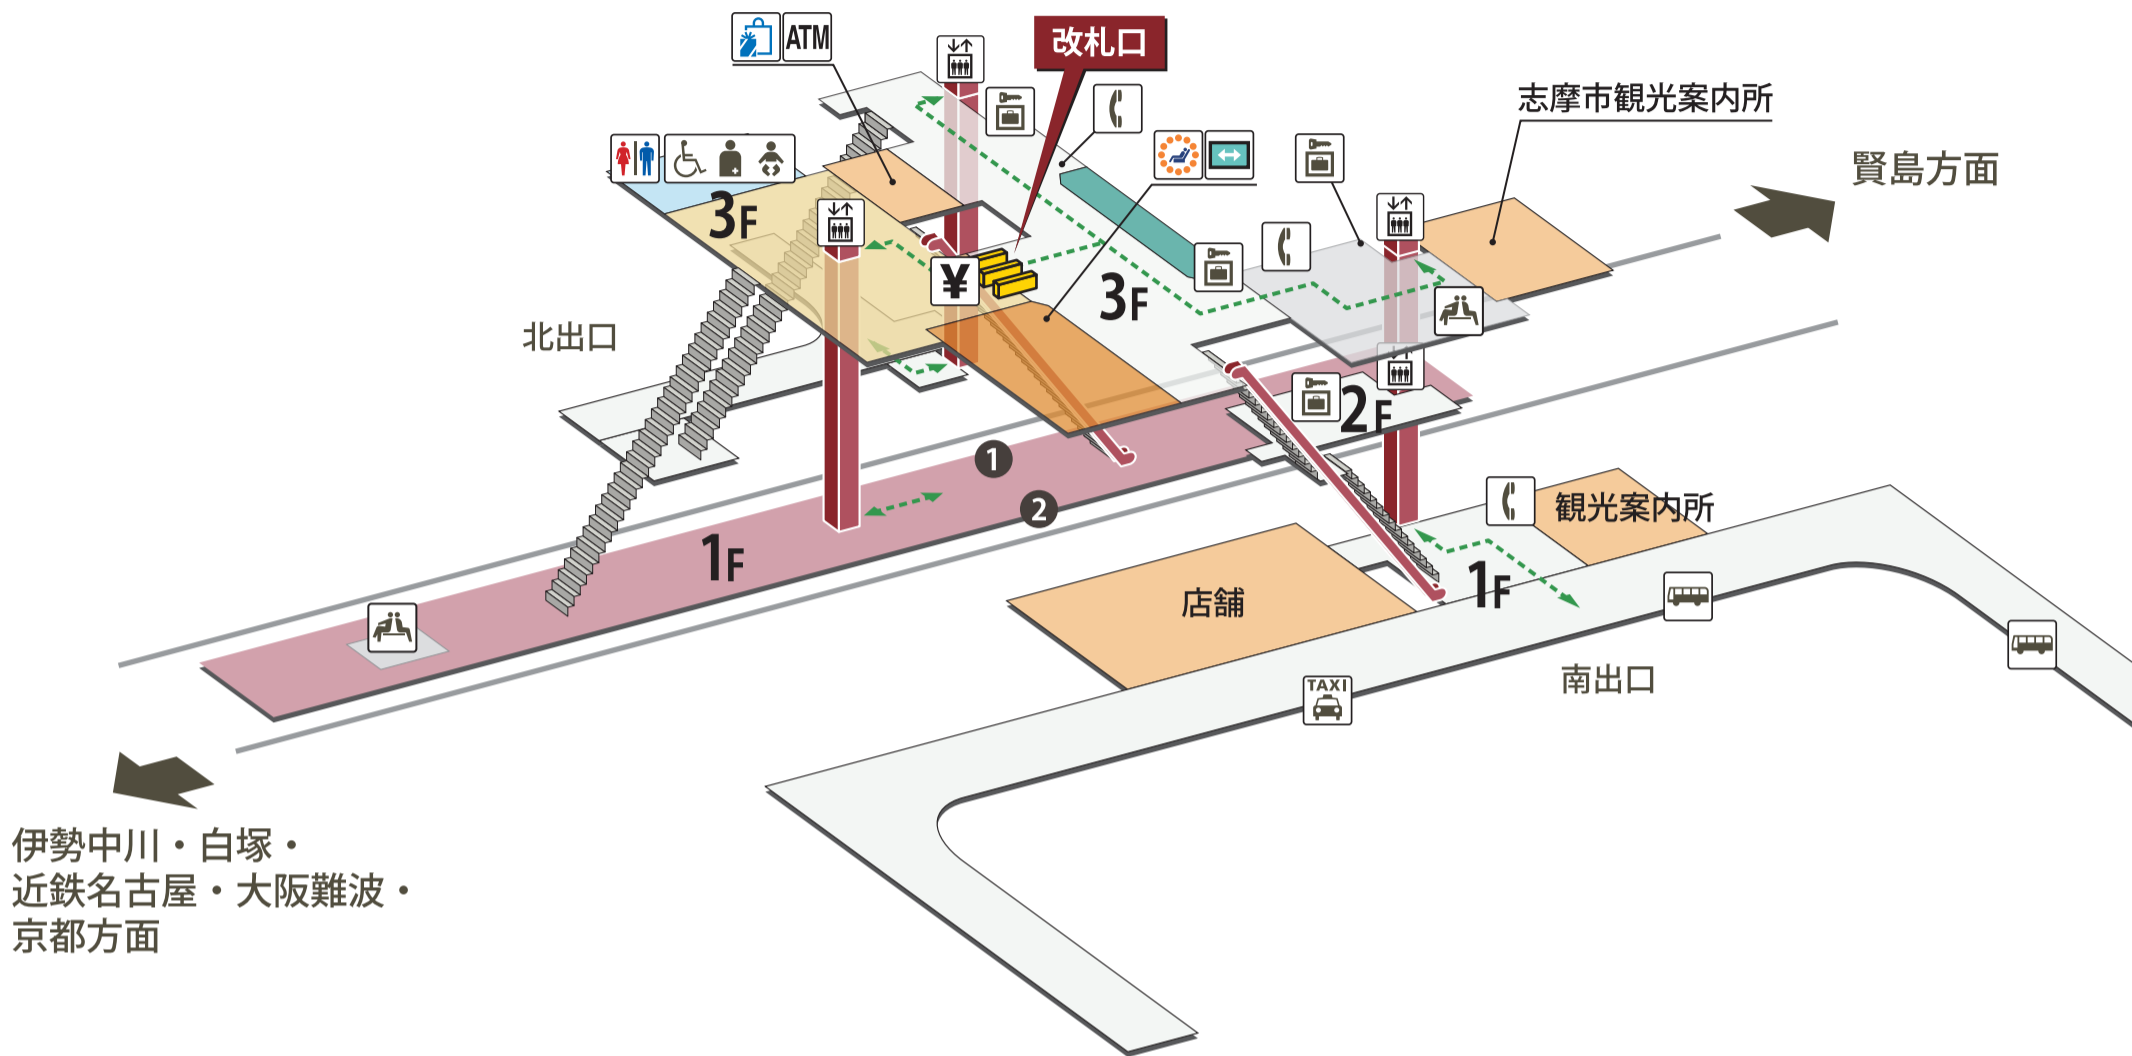 ATM
改札口
志摩市観光案内所
賢島方面
3F
¥
3F
北出口
2F
1
2
1F
観光案内所
1F
店舗
TAXI
南出口
伊勢中川・白塚・
近鉄名古屋・大阪難波・
京都方面